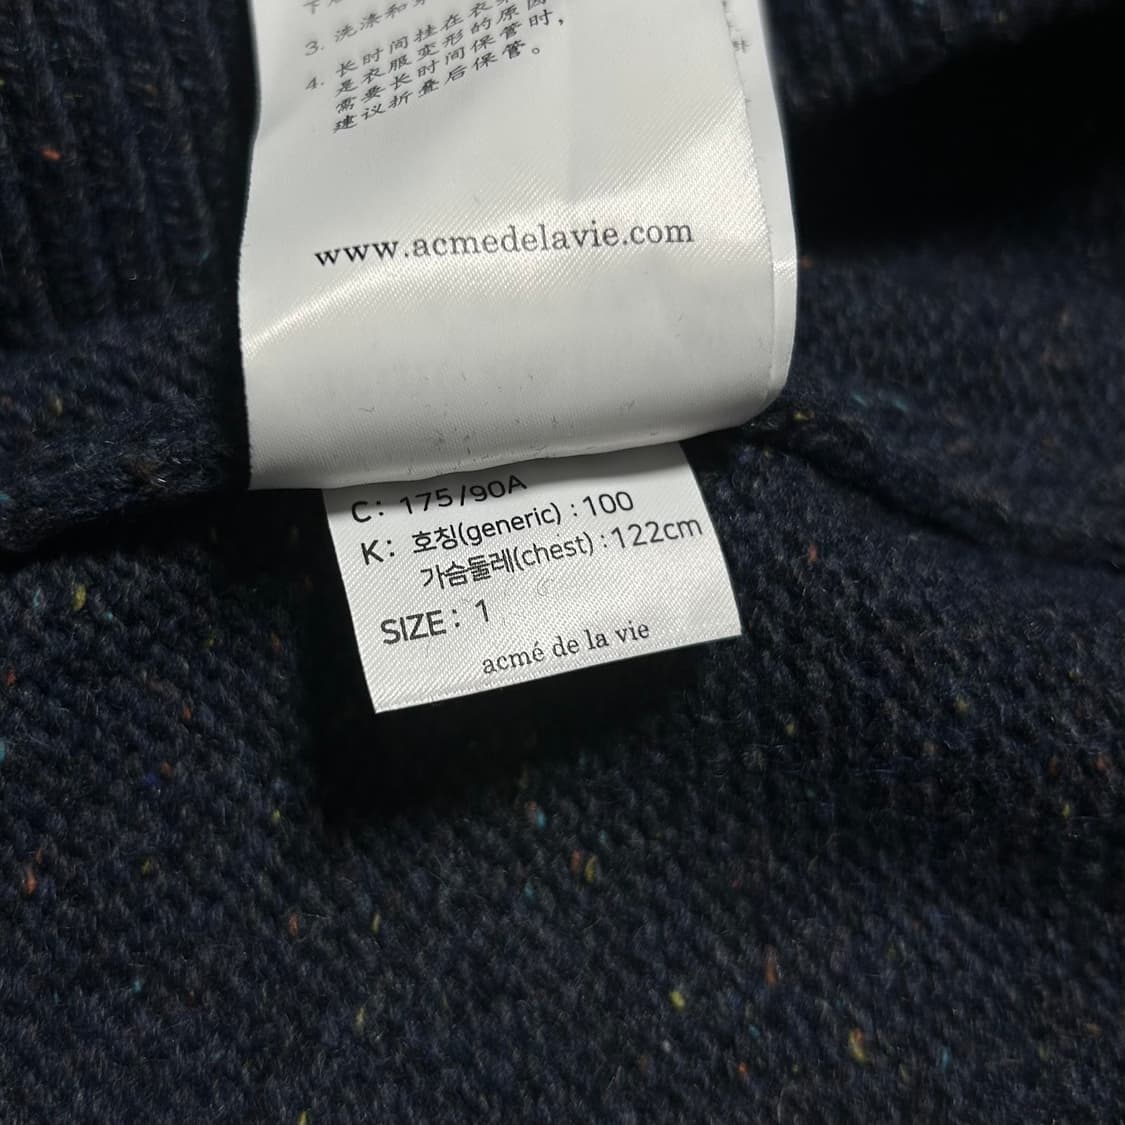 3. 洗涤和
4. 长时间挂在衣
是衣服变形的原因
需要长时间保管时，
建议折叠后保管。
www.acmedelavie.com
C: 175/90A
K: 호칭(generic) :100
가슴둘레(chest) :122cm
SIZE: 1
acmé de la vie